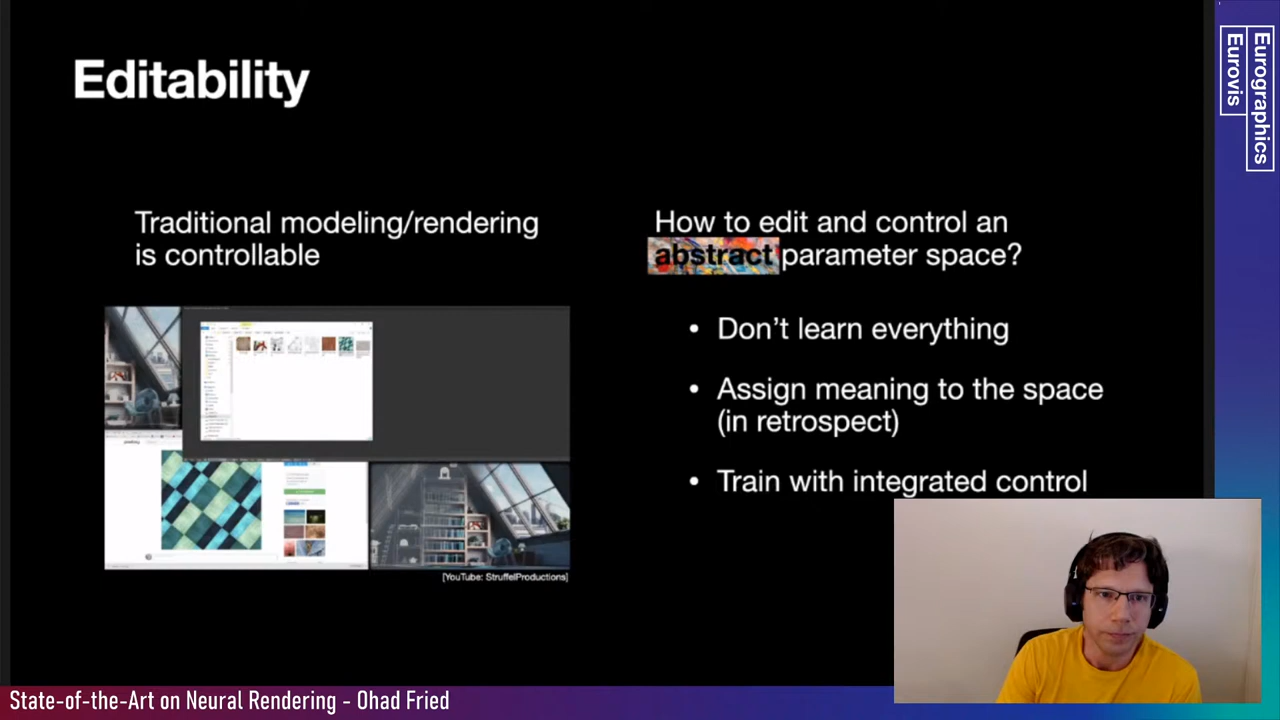 Editability
Traditional modeling/rendering
is controllable
How to edit and control an
abstract parameter space?
• Don't learn everything
• Assign meaning to the space
(in retrospect)
• Train with integrated control
[YouTube: StruffelProductions]
Eurographics
Eurovis
State-of-the-Art on Neural Rendering - Ohad Fried